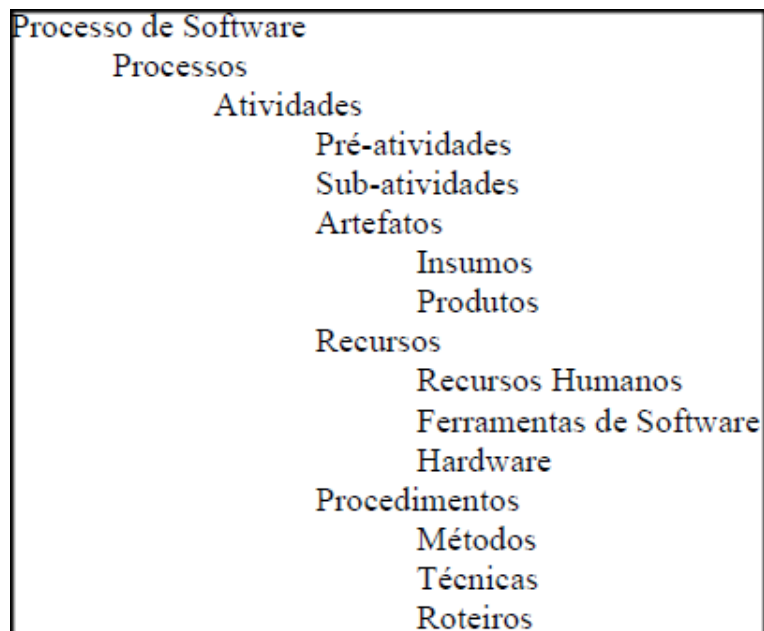 Processo de Software
Processos
Atividades
Pré-atividades
Sub-atividades
Artefatos
Insumos
Produtos
Recursos
Recursos Humanos
Ferramentas de Software
Hardware
Procedimentos
Métodos
Técnicas
Roteiros